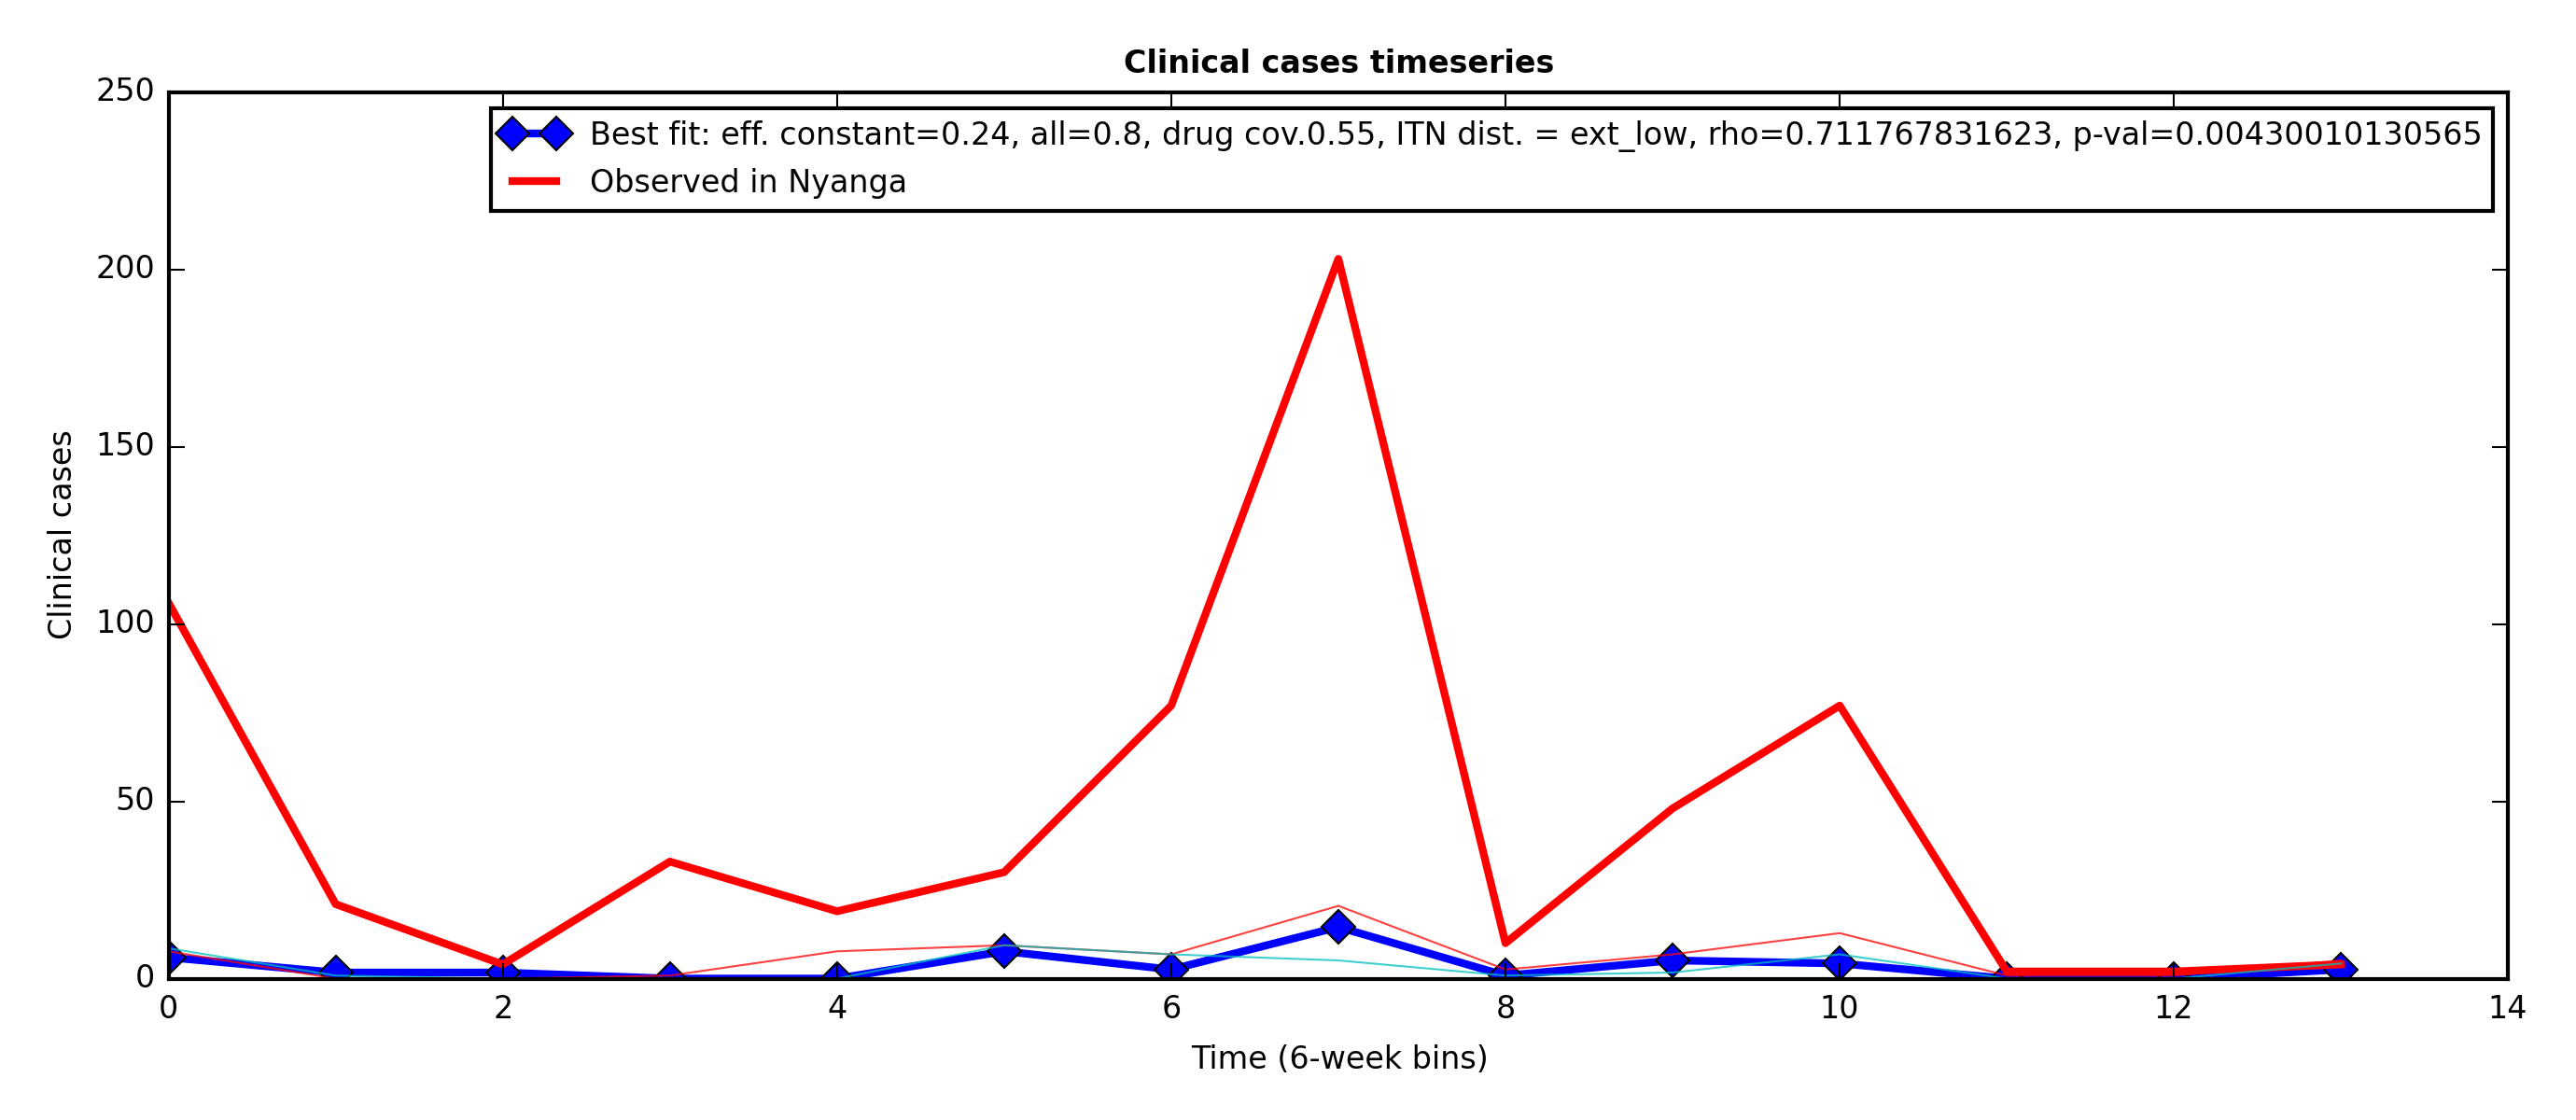 Clinical cases timeseries
250
200
150
100
50
0
Clinical cases
Best fit: eff. constant=0.24, all=0.8, drug cov.0.55, ITN dist. = ext_low, rho=0.711767831623, p-val=0.00430010130565
Observed in Nyanga
0 2 4 6 8 10 12 14
Time (6-week bins)